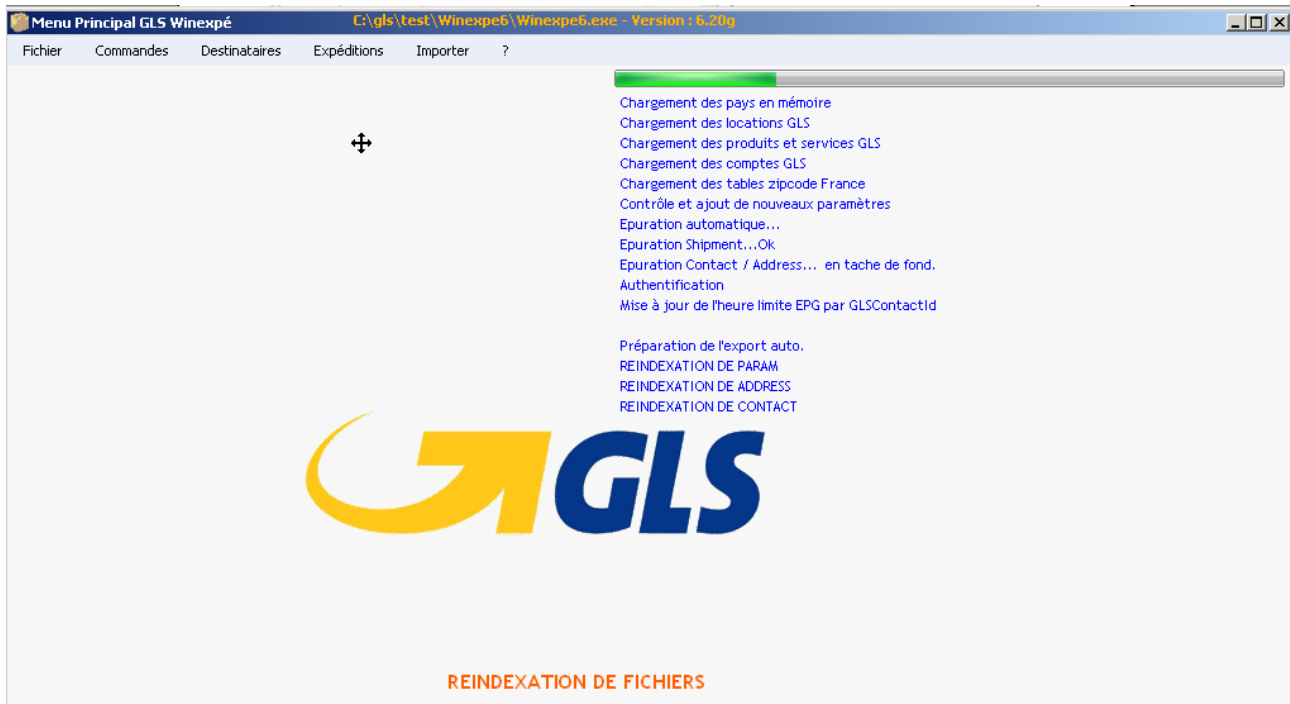 Menu Principal GLS Winexpé C:\gls\test\Winexpe6\Winexpe6.exe - Version : 6.20g
Fichier Commandes Destinataires Expéditions Importer ?
Chargement des pays en mémoire
Chargement des locations GLS
Chargement des produits et services GLS
Chargement des comptes GLS
Chargement des tables zipcode France
Contrôle et ajout de nouveaux paramètres
Epuration automatique...
Epuration Shipment...Ok
Epuration Contact / Address... en tache de fond.
Authentification
Mise à jour de l'heure limite EPG par GLSContactId
Préparation de l'export auto.
REINDEXATION DE PARAM
REINDEXATION DE ADDRESS
REINDEXATION DE CONTACT
GLS
REINDEXATION DE FICHIERS